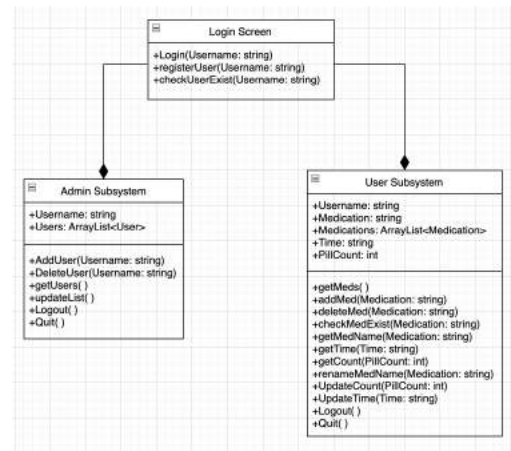 Login Screen
+Login(Username: string)
+registerUser(Username: string)
+checkUserExist(Username: string)
Admin Subsystem
+Username: string
+Users: ArrayList<User>
+AddUser(Username: string)
+DeleteUser(Username: string)
+getUsers( )
+updateList( )
+Logout( )
+Quit( )
User Subsystem
+Username: string
+Medication: string
+Medications: ArrayList<Medication>
+Time: string
+PillCount: int
+getMeds( )
+addMed(Medication: string)
+deleteMed(Medication: string)
+checkMedExist(Medication: string)
+getMedName(Medication: string)
+getTime(Time: string)
+getCount(PillCount: int)
+renameMedName(Medication: string)
+UpdateCount(PillCount: int)
+UpdateTime(Time: string)
+Logout( )
+Quit( )